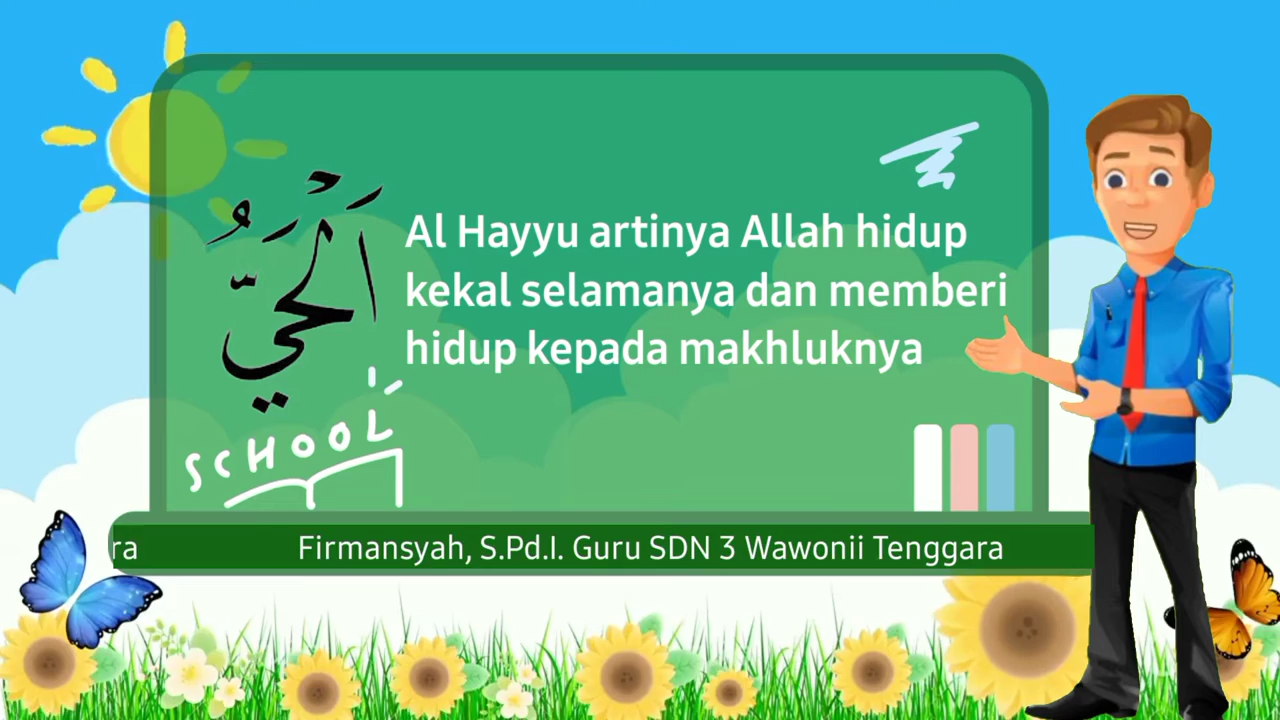 اَلْحَيُّ
Al Hayyu artinya Allah hidup
kekal selamanya dan memberi
hidup kepada makhluknya
SCHOOL
ra
Firmansyah, S.Pd.I. Guru SDN 3 Wawonii Tenggara